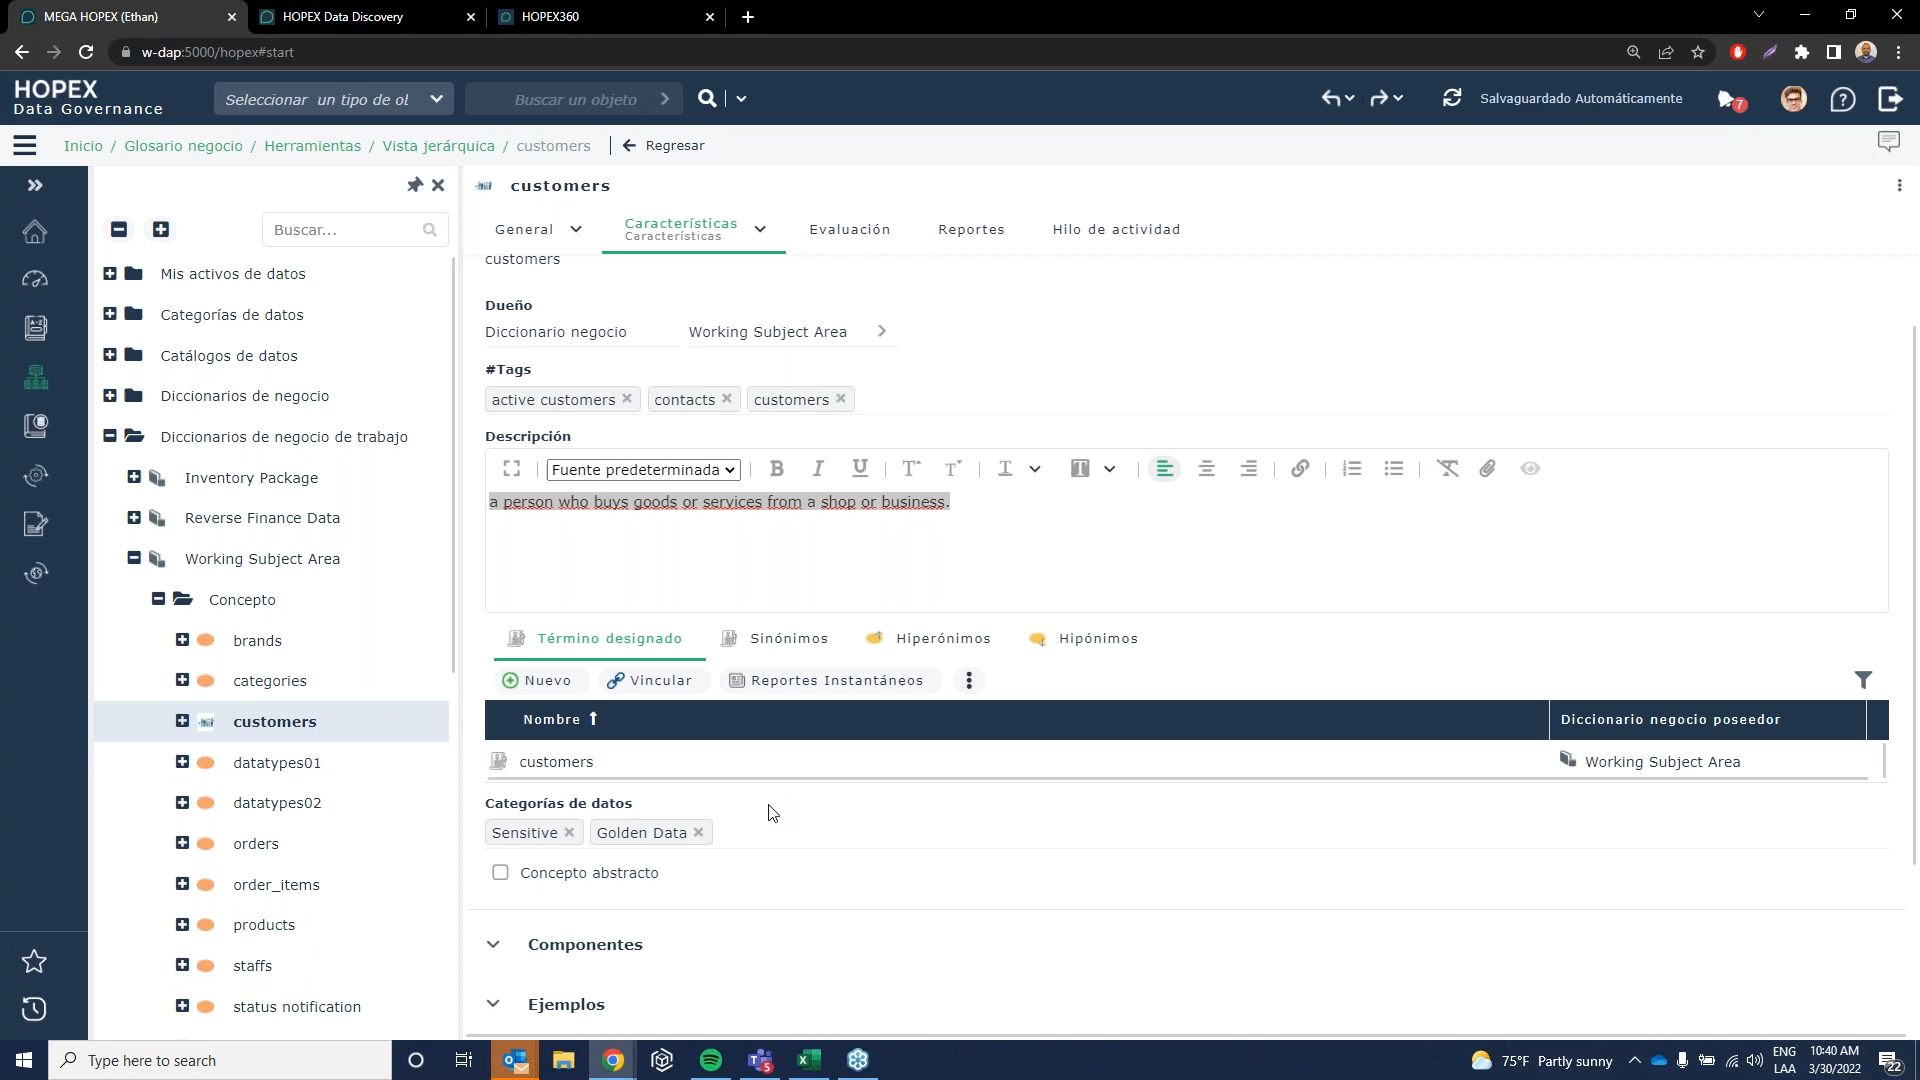 MEGA HOPEX (Ethan)
HOPEX Data Discovery
HOPEX360
w-dap:5000/hopex#start
HOPEX
Data Governance
Seleccionar un tipo de ol
Buscar un objeto
Salvaguardado Automáticamente
7
Inicio / Glosario negocio / Herramientas / Vista jerárquica / customers
Regresar
Buscar...
Mis activos de datos
Categorías de datos
Catálogos de datos
Diccionarios de negocio
Diccionarios de negocio de trabajo
Inventory Package
Reverse Finance Data
Working Subject Area
Concepto
brands
categories
customers
datatypes01
datatypes02
orders
order_items
products
staffs
status notification
customers
General
Características
Características
Evaluación
Reportes
Hilo de actividad
customers
Dueño
Diccionario negocio
Working Subject Area
#Tags
active customers
contacts
customers
Descripción
Fuente predeterminada
a person who buys goods or services from a shop or business.
Término designado
Sinónimos
Hiperónimos
Hipónimos
Nuevo
Vincular
Reportes Instantáneos
Nombre
Diccionario negocio poseedor
customers
Working Subject Area
Categorías de datos
Sensitive
Golden Data
Concepto abstracto
Componentes
Ejemplos
Type here to search
5
75°F Partly sunny
ENG
LAA
10:40 AM
3/30/2022
22